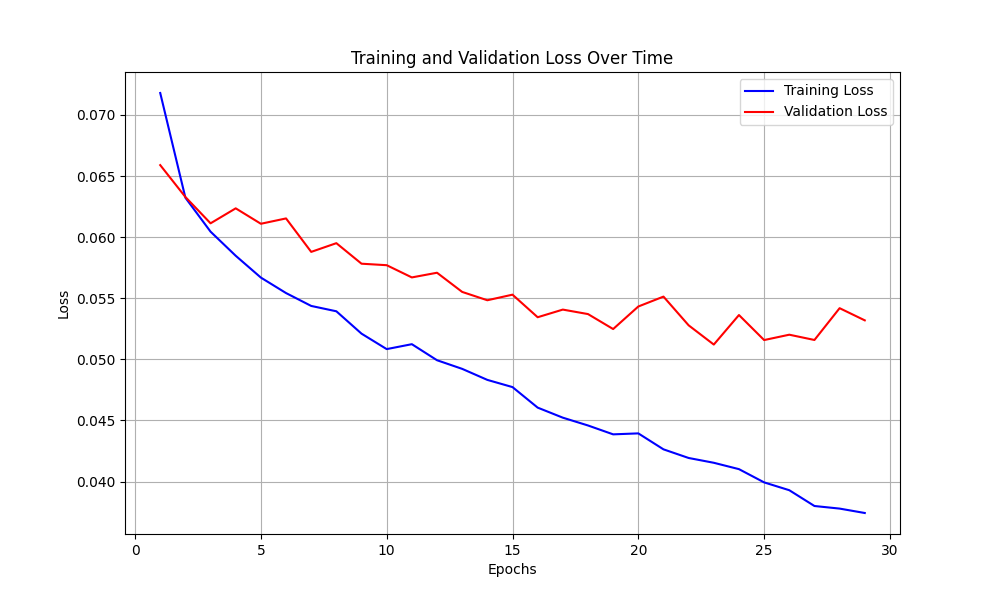 Training and Validation Loss Over Time
Training Loss
Validation Loss
0.070
0.065
0.060
0.055
0.050
0.045
0.040
Loss
0 5 10 15 20 25 30
Epochs